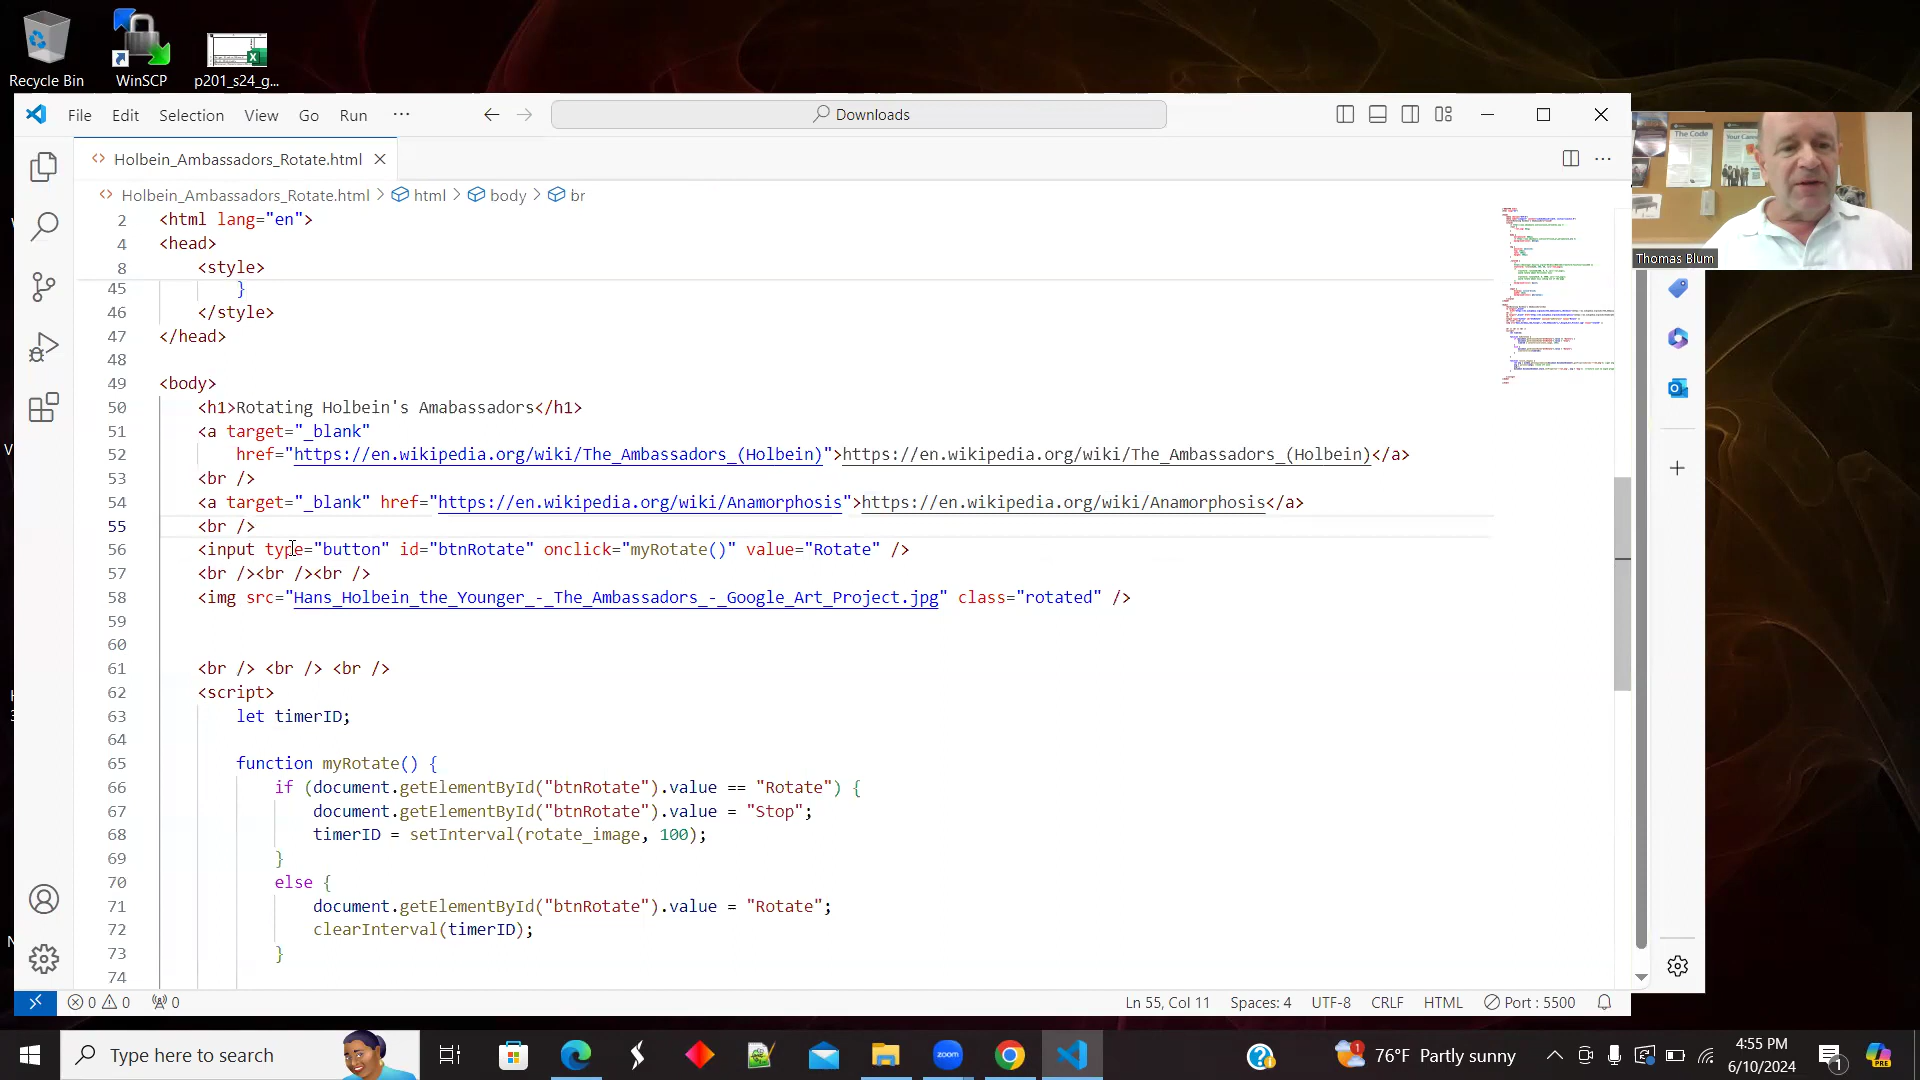 Recycle Bin
WinSCP
p201_s24_g...
File Edit Selection View Go Run ···
Downloads
Holbein_Ambassadors_Rotate.html
Holbein_Ambassadors_Rotate.html > html > body > br
2 <html lang="en">
4 <head>
8 <style>
45 }
46 </style>
47 </head>
48
49 <body>
50 <h1>Rotating Holbein's Amabassadors</h1>
51 <a target="_blank"
52 href="https://en.wikipedia.org/wiki/The_Ambassadors_(Holbein)">https://en.wikipedia.org/wiki/The_Ambassadors_(Holbein)</a>
53 <br />
54 <a target="_blank" href="https://en.wikipedia.org/wiki/Anamorphosis">https://en.wikipedia.org/wiki/Anamorphosis</a>
55 <br />
56 <input type="button" id="btnRotate" onclick="myRotate()" value="Rotate" />
57 <br /><br /><br />
58 <img src="Hans_Holbein_the_Younger_-_The_Ambassadors_-_Google_Art_Project.jpg" class="rotated" />
59
60
61 <br /> <br /> <br />
62 <script>
63 let timerID;
64
65 function myRotate() {
66 if (document.getElementById("btnRotate").value == "Rotate") {
67 document.getElementById("btnRotate").value = "Stop";
68 timerID = setInterval(rotate_image, 100);
69 }
70 else {
71 document.getElementById("btnRotate").value = "Rotate";
72 clearInterval(timerID);
73 }
74
The Code
Your Caree
Thomas Blum
0 0 0
Ln 55, Col 11 Spaces: 4 UTF-8 CRLF HTML Port : 5500
Type here to search
zoom
76°F Partly sunny
4:55 PM
6/10/2024
1
PRE